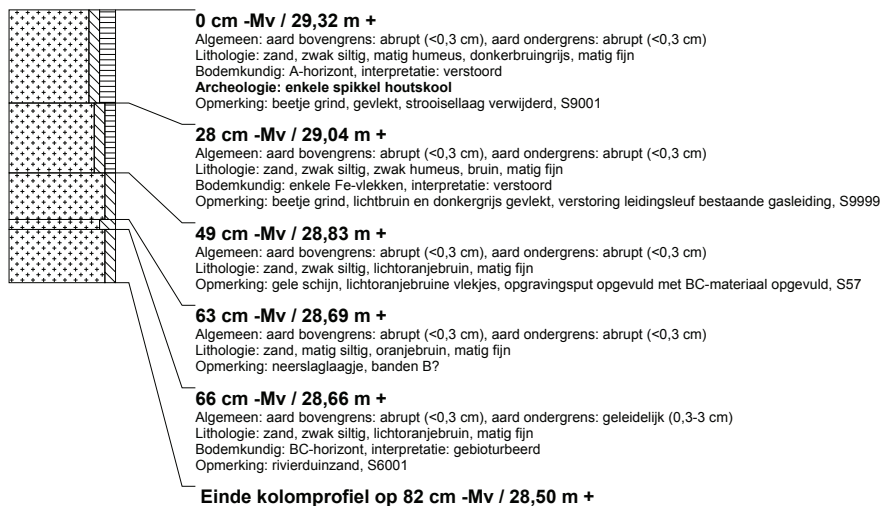 0 cm -Mv / 29,32 m +
Algemeen: aard bovengrens: abrupt (<0,3 cm), aard ondergrens: abrupt (<0,3 cm)
Lithologie: zand, zwak siltig, matig humeus, donkerbruingrijs, matig fijn
Bodemkundig: A-horizont, interpretatie: verstoord
Archeologie: enkele spikkel houtskool
Opmerking: beetje grind, gevlekt, strooisellaag verwijderd, S9001
28 cm -Mv / 29,04 m +
Algemeen: aard bovengrens: abrupt (<0,3 cm), aard ondergrens: abrupt (<0,3 cm)
Lithologie: zand, zwak siltig, zwak humeus, bruin, matig fijn
Bodemkundig: enkele Fe-vlekken, interpretatie: verstoord
Opmerking: beetje grind, lichtbruin en donkergrijs gevlekt, verstoring leidingsleuf bestaande gasleiding, S9999
49 cm -Mv / 28,83 m +
Algemeen: aard bovengrens: abrupt (<0,3 cm), aard ondergrens: abrupt (<0,3 cm)
Lithologie: zand, zwak siltig, lichtoranjebruin, matig fijn
Opmerking: gele schijn, lichtoranjebruine vlekjes, opgravingsput opgevuld met BC-materiaal opgevuld, S57
63 cm -Mv / 28,69 m +
Algemeen: aard bovengrens: abrupt (<0,3 cm), aard ondergrens: abrupt (<0,3 cm)
Lithologie: zand, matig siltig, oranjebruin, matig fijn
Opmerking: neerslaglaagje, banden B?
66 cm -Mv / 28,66 m +
Algemeen: aard bovengrens: abrupt (<0,3 cm), aard ondergrens: geleidelijk (0,3-3 cm)
Lithologie: zand, zwak siltig, lichtoranjebruin, matig fijn
Bodemkundig: BC-horizont, interpretatie: gebioturbeerd
Opmerking: rivierduinzand, S6001
Einde kolomprofiel op 82 cm -Mv / 28,50 m +